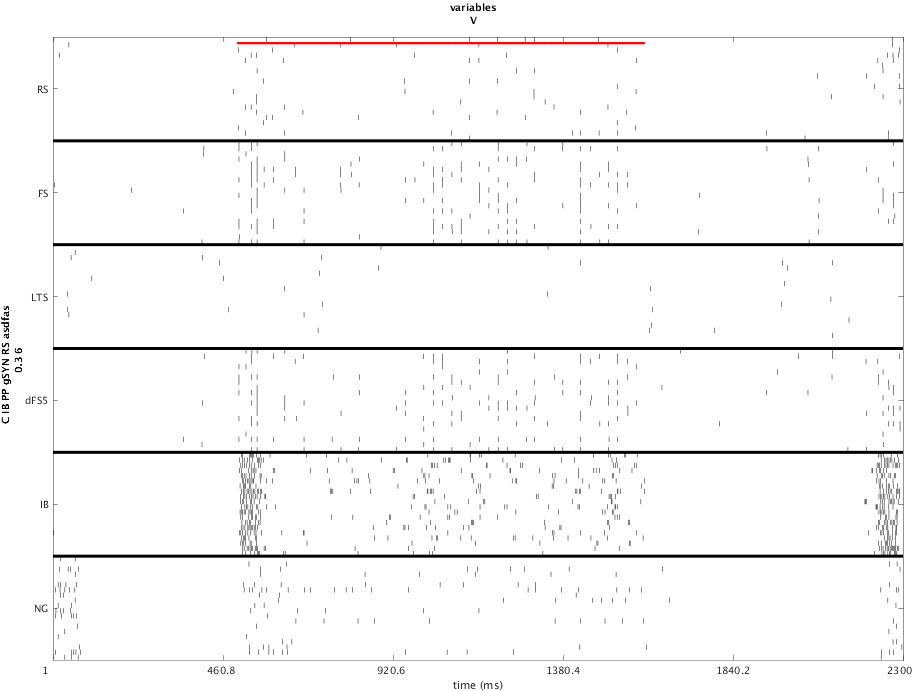 variables
V
RS
FS
LTS
dFS5
IB
NG
C IB PP gSYN RS asdfas
0.3 6
1 460.8 920.6 1380.4 1840.2 2300
time (ms)